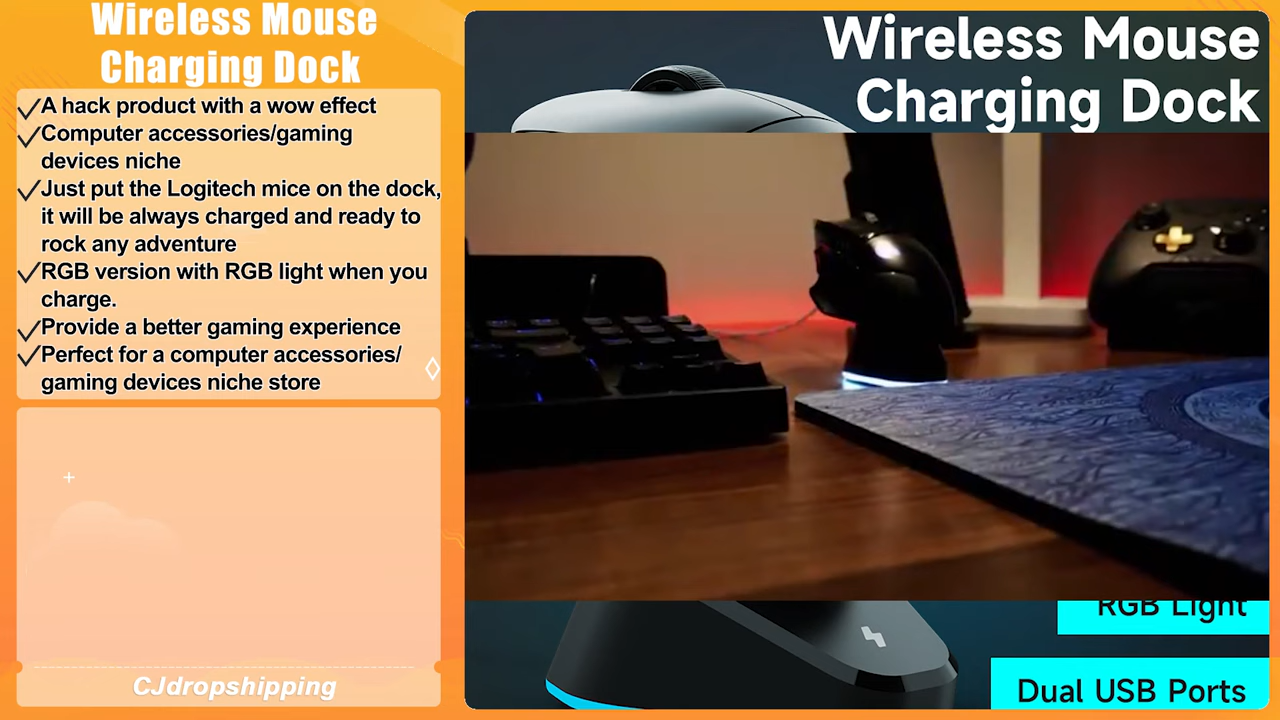 Wireless Mouse
Charging Dock
A hack product with a wow effect
Computer accessories/gaming
devices niche
Just put the Logitech mice on the dock,
it will be always charged and ready to
rock any adventure
RGB version with RGB light when you
charge.
Provide a better gaming experience
Perfect for a computer accessories/
gaming devices niche store
CJdropshipping
Wireless Mouse
Charging Dock
RGB Light
Dual USB Ports